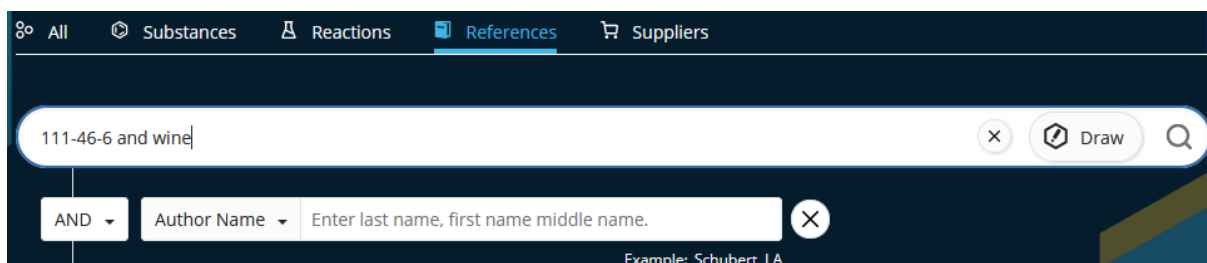 All Substances Reactions References Suppliers
111-46-6 and wine Draw
AND Author Name Enter last name, first name middle name.
Example: Schubert, J A